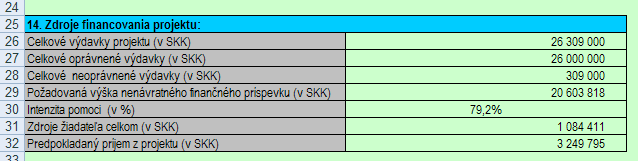 24
25 14. Zdroje financovania projektu:
26 Celkové výdavky projektu (v SKK) 26 309 000
27 Celkové oprávnené výdavky (v SKK) 26 000 000
28 Celkové neoprávnené výdavky (v SKK) 309 000
29 Požadovaná výška nenávratného finančného príspevku (v SKK) 20 603 818
30 Intenzita pomoci (v %) 79,2%
31 Zdroje žiadateľa celkom (v SKK) 1 084 411
32 Predpokladaný príjem z projektu (v SKK) 3 249 795
33